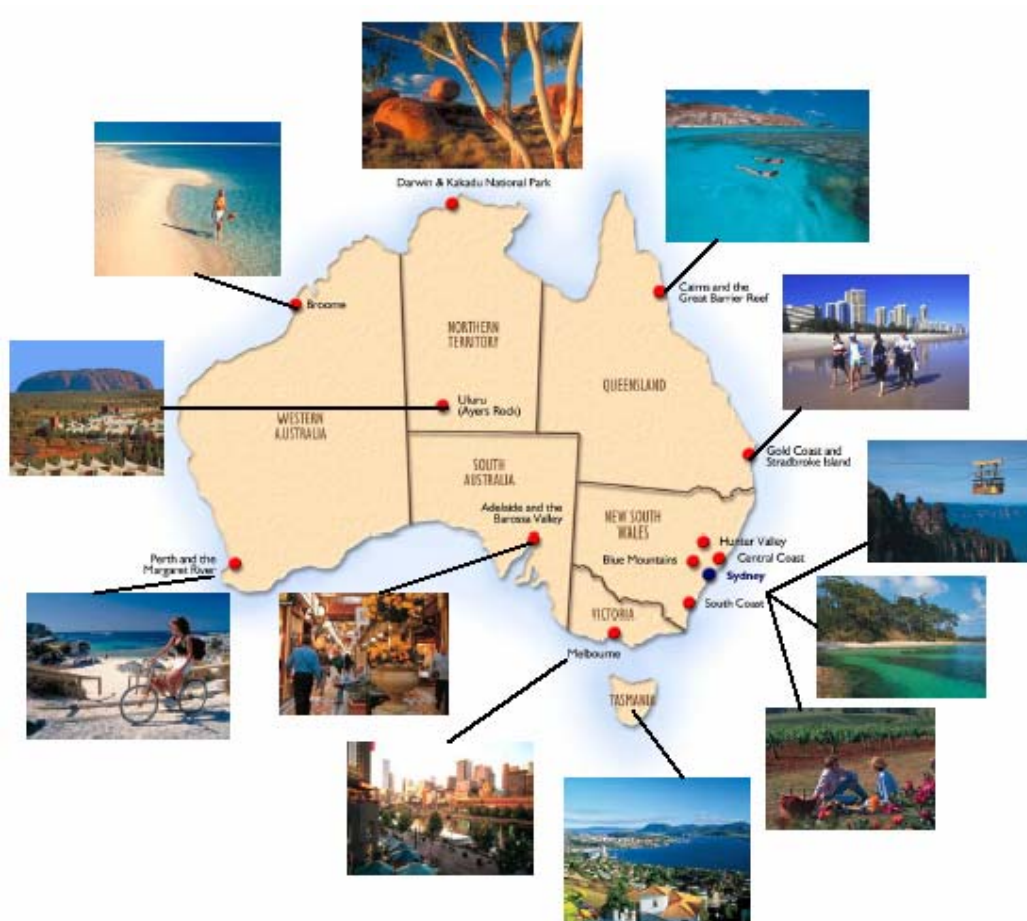 Darwin & Kakadu National Park
Broome
Cairns and the
Great Barrier Reef
NORTHERN
TERRITORY
QUEENSLAND
Uluru
(Ayers Rock)
WESTERN
AUSTRALIA
Gold Coast and
Stradbroke Island
SOUTH
AUSTRALIA
Adelaide and the
Barossa Valley
NEW SOUTH
WALES
Hunter Valley
Perth and the
Margaret River
Blue Mountains
Central Coast
Sydney
South Coast
VICTORIA
Melbourne
TASMANIA